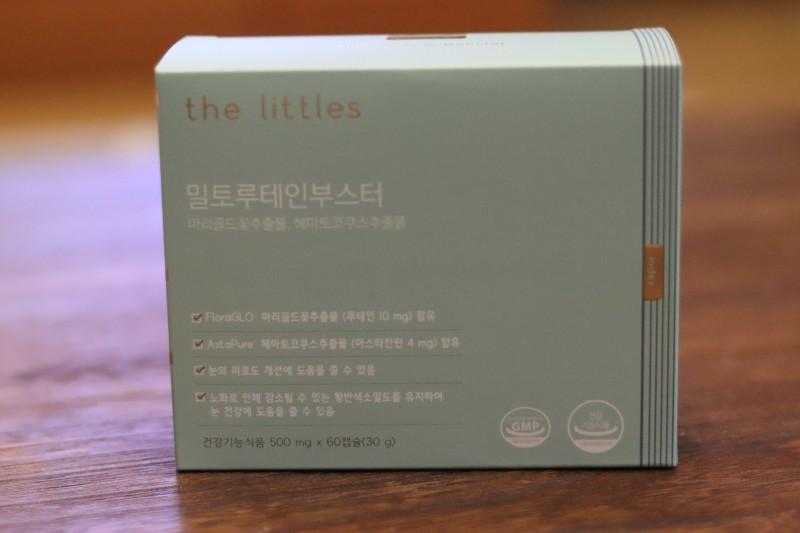 the littles
밀토루테인부스터
마리골드꽃추출물, 헤마토코쿠스추출물
FloraGLO 마리골드꽃추출물 (루테인 10 mg) 함유
AstaPure 헤마토코쿠스추출물 (아스타잔틴 4 mg) 함유
눈의 피로도 개선에 도움을 줄 수 있음
노화로 인해 감소될 수 있는 황반색소밀도를 유지하여
눈 건강에 도움을 줄 수 있음
건강기능식품 500 mg x 60캡슐(30 g)
GMP
건강
기능식품